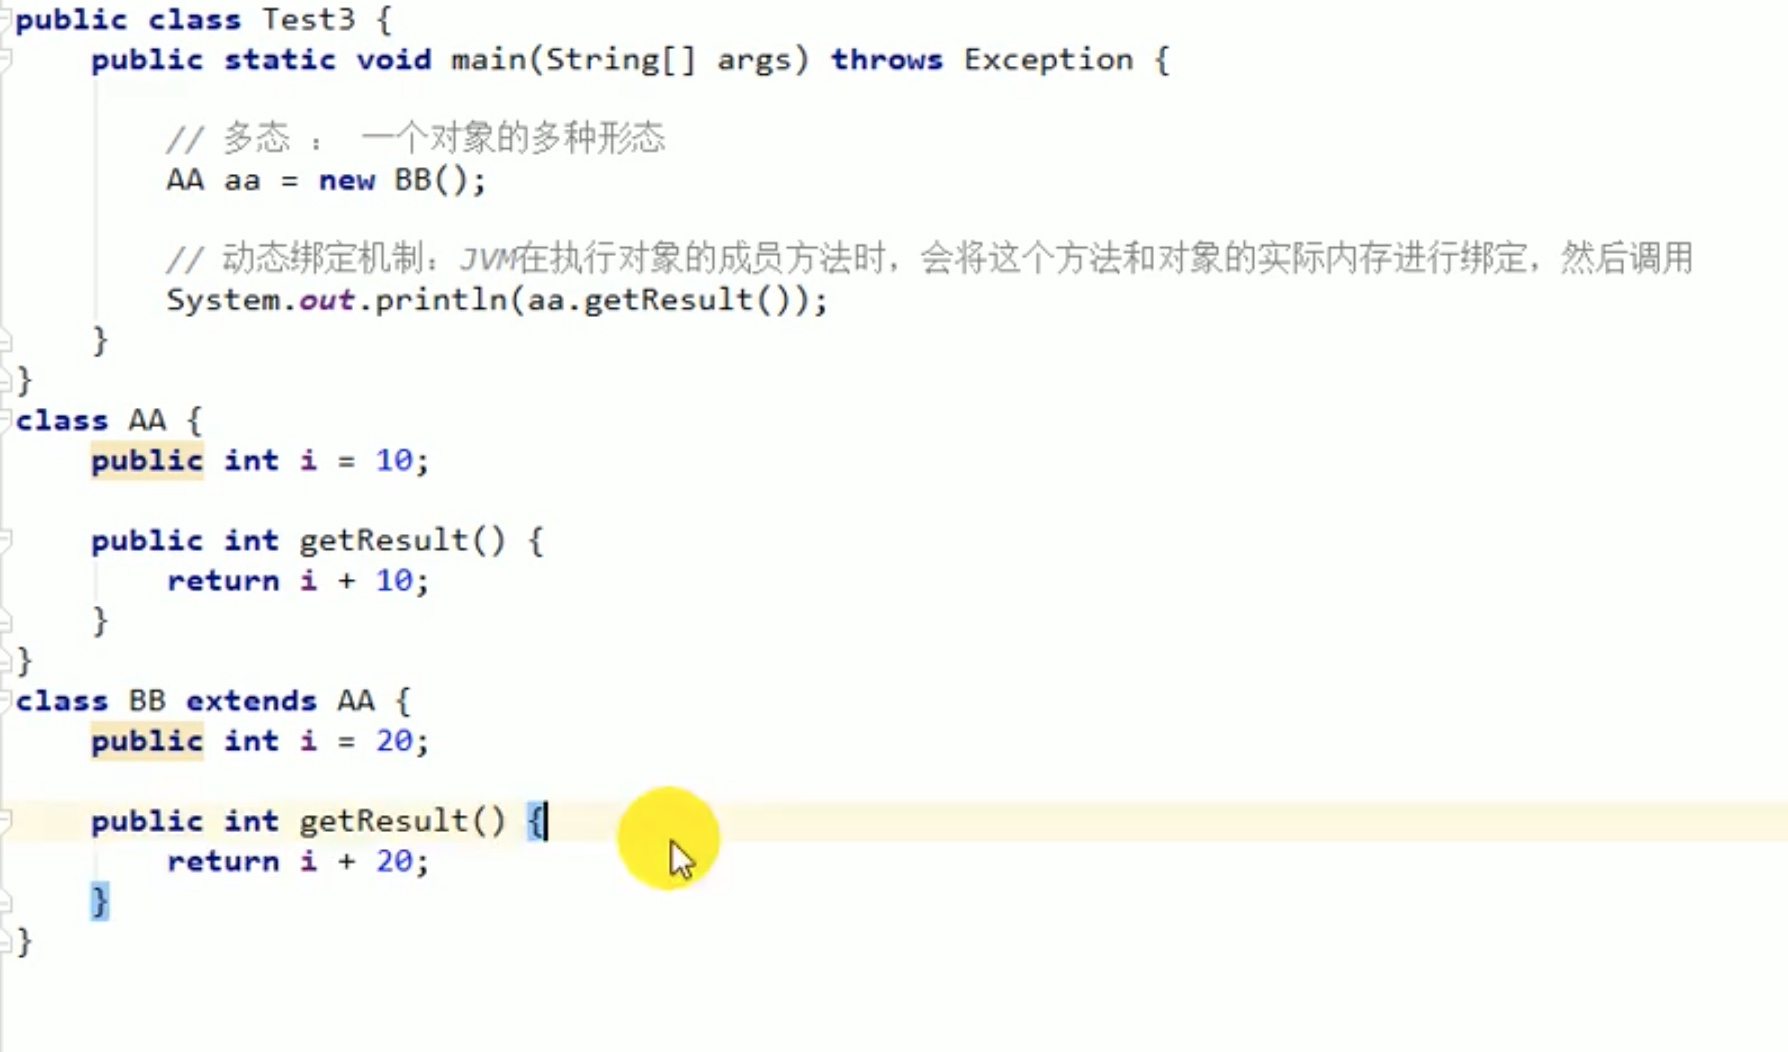 public class Test3 {
    public static void main(String[] args) throws Exception {
        // 多态 ： 一个对象的多种形态
        AA aa = new BB();
        // 动态绑定机制：JVM在执行对象的成员方法时，会将这个方法和对象的实际内存进行绑定，然后调用
        System.out.println(aa.getResult());
    }
}
class AA {
    public int i = 10;
    public int getResult() {
        return i + 10;
    }
}
class BB extends AA {
    public int i = 20;
    public int getResult() {
        return i + 20;
    }
}